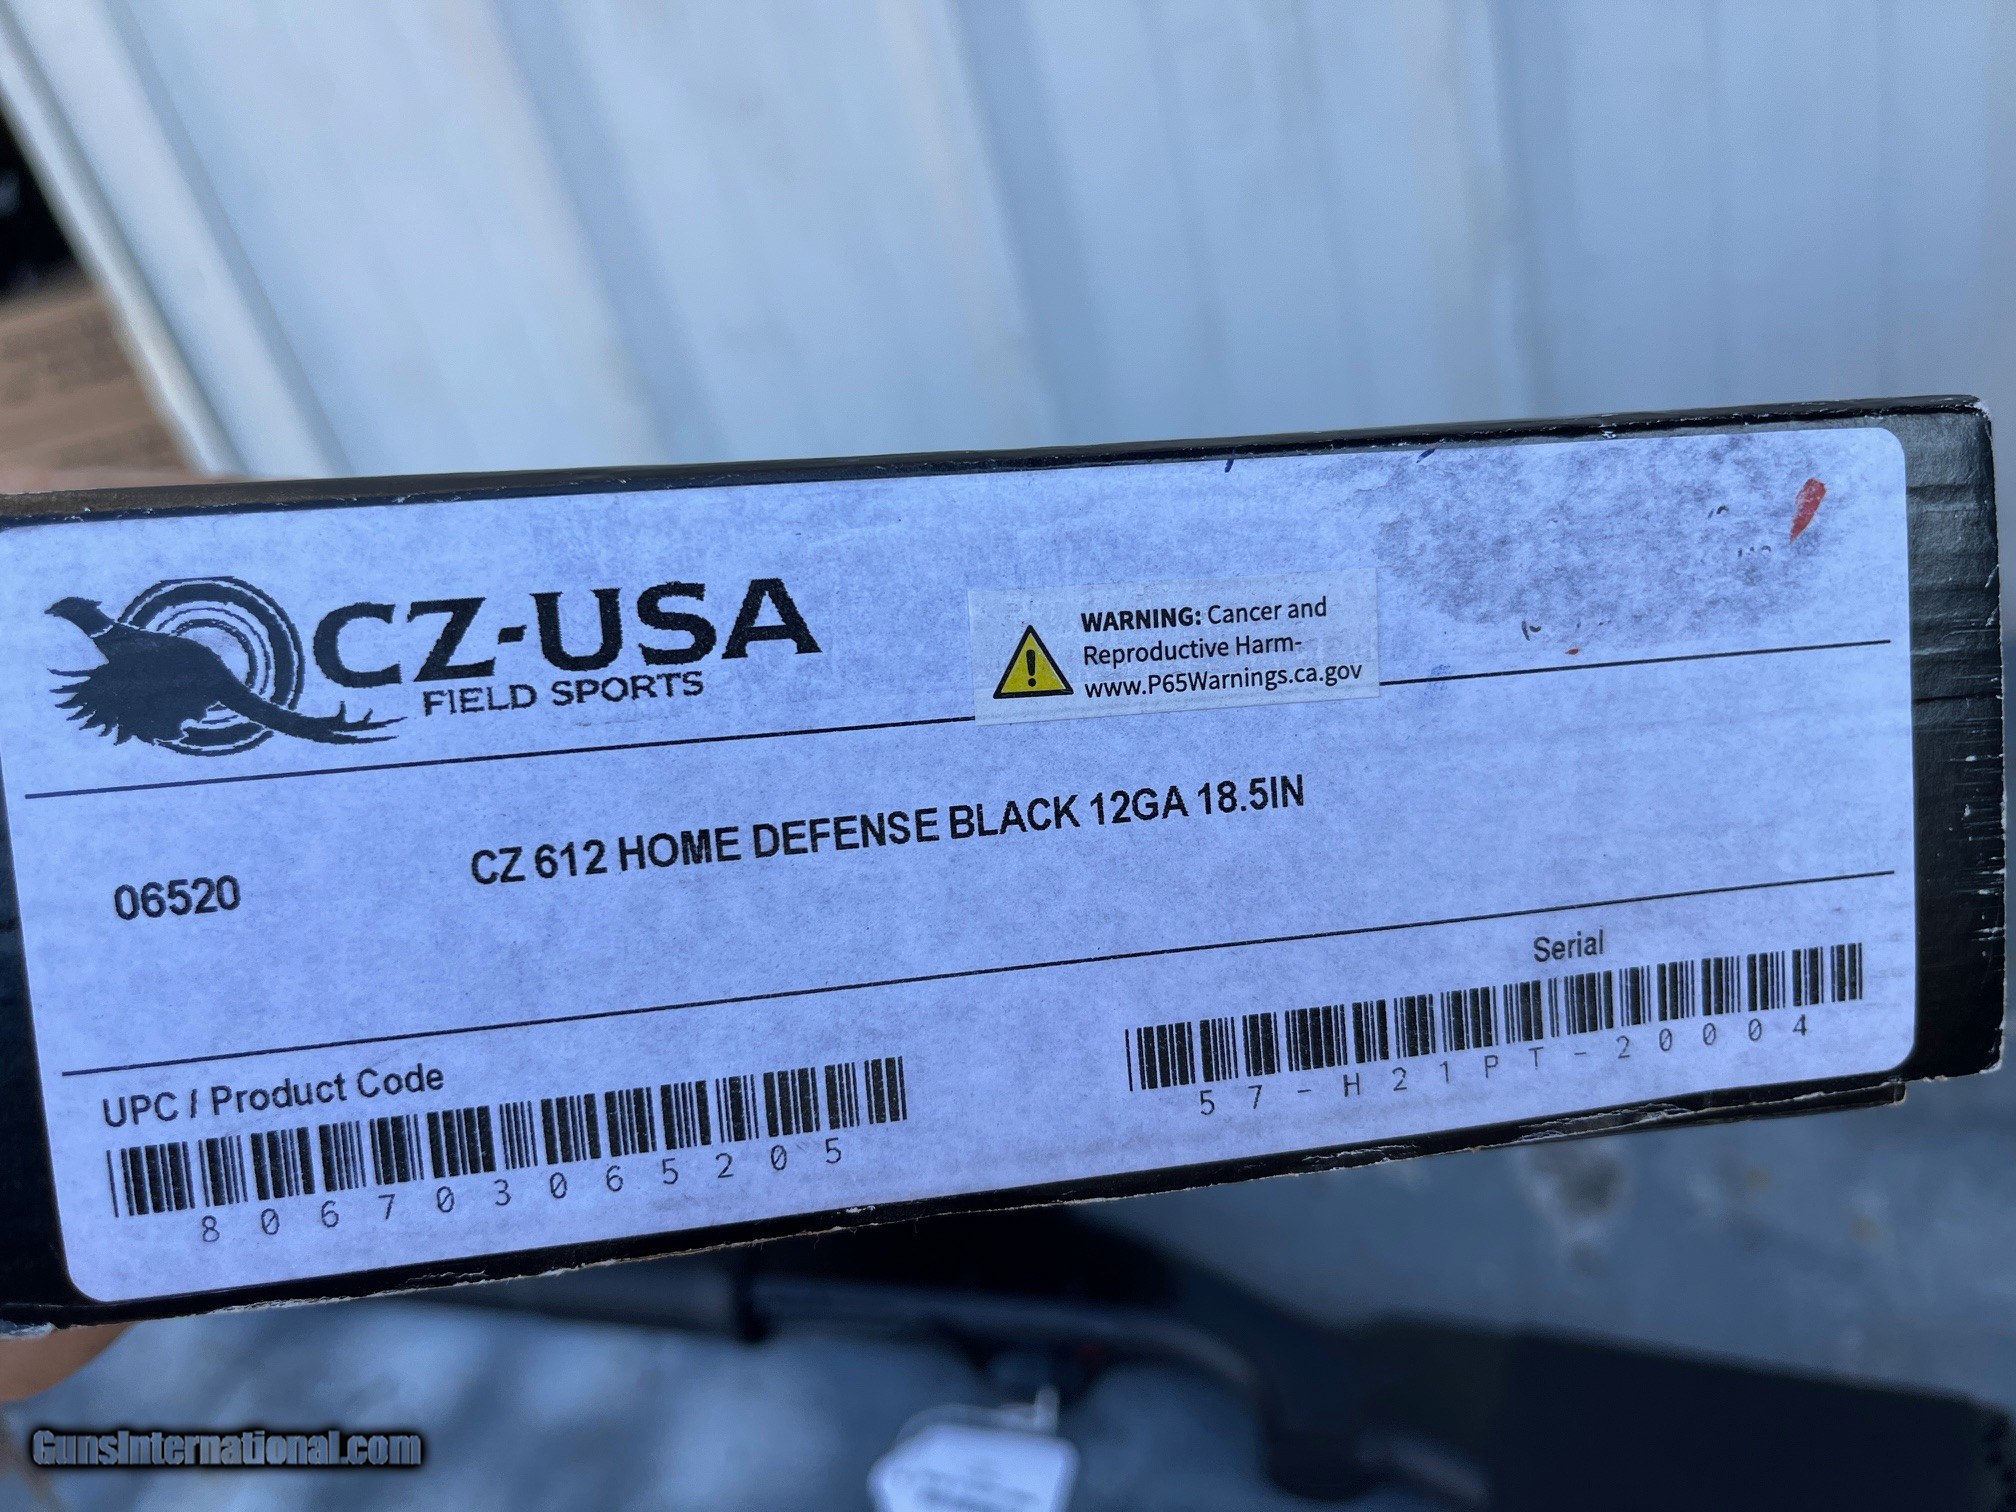 CZ-USA
FIELD SPORTS
WARNING: Cancer and
Reproductive Harm-
www.P65Warnings.ca.gov
06520
CZ 612 HOME DEFENSE BLACK 12GA 18.5IN
UPC / Product Code
806703065205
Serial
57-H21PT-20004
GunsInternational.com